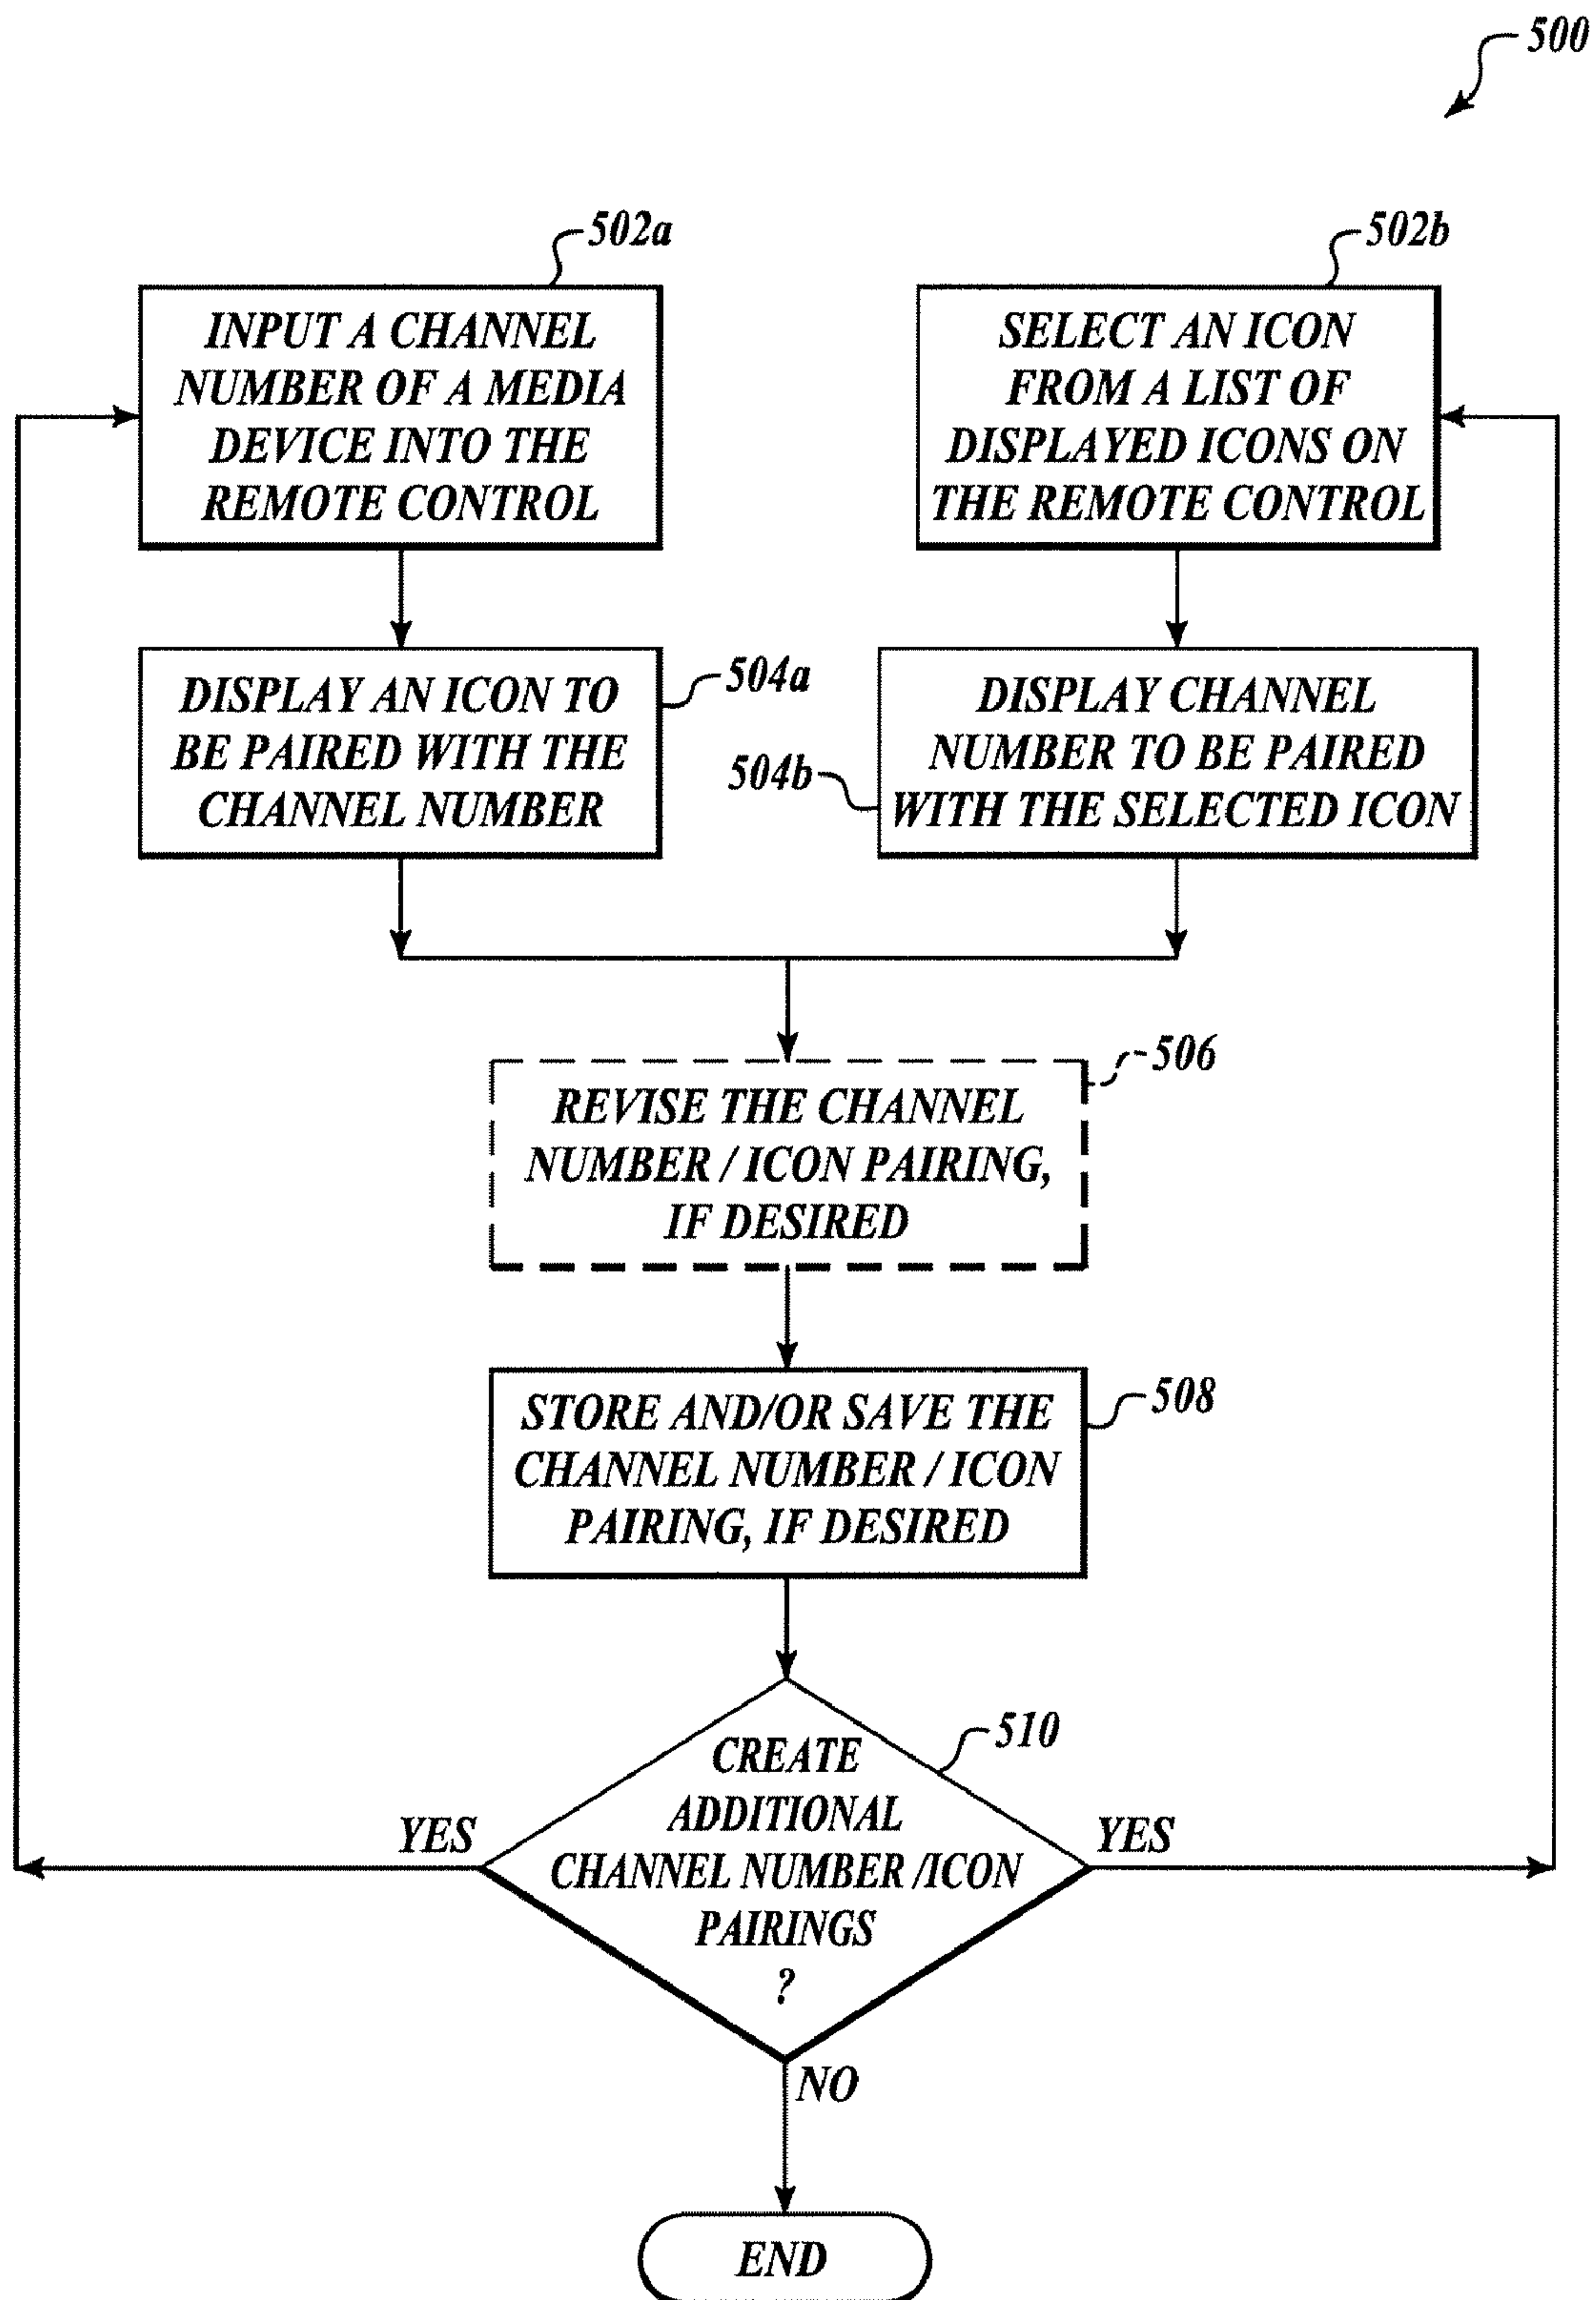 500
502a
INPUT A CHANNEL
NUMBER OF A MEDIA
DEVICE INTO THE
REMOTE CONTROL
502b
SELECT AN ICON
FROM A LIST OF
DISPLAYED ICONS ON
THE REMOTE CONTROL
504a
DISPLAY AN ICON TO
BE PAIRED WITH THE
CHANNEL NUMBER
504b
DISPLAY CHANNEL
NUMBER TO BE PAIRED
WITH THE SELECTED ICON
506
REVISE THE CHANNEL
NUMBER / ICON PAIRING,
IF DESIRED
508
STORE AND/OR SAVE THE
CHANNEL NUMBER / ICON
PAIRING, IF DESIRED
510
CREATE
ADDITIONAL
CHANNEL NUMBER /ICON
PAIRINGS
?
YES
YES
NO
END